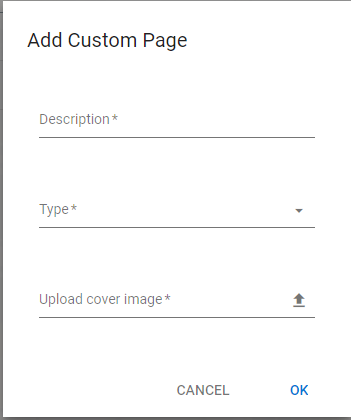 Add Custom Page
Description *
Type *
Upload cover image *
CANCEL OK